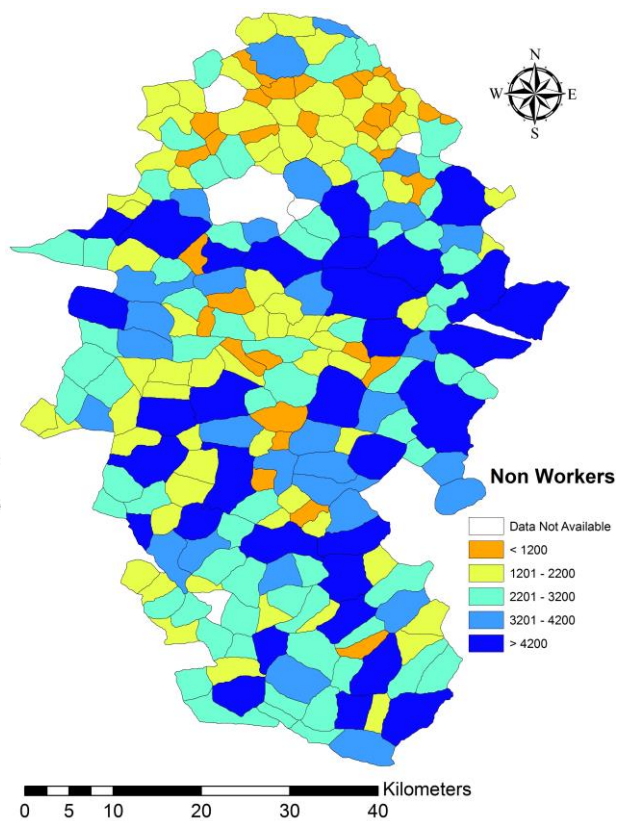 N
W E
S
Non Workers
Data Not Available
< 1200
1201 - 2200
2201 - 3200
3201 - 4200
> 4200
Kilometers
0 5 10 20 30 40